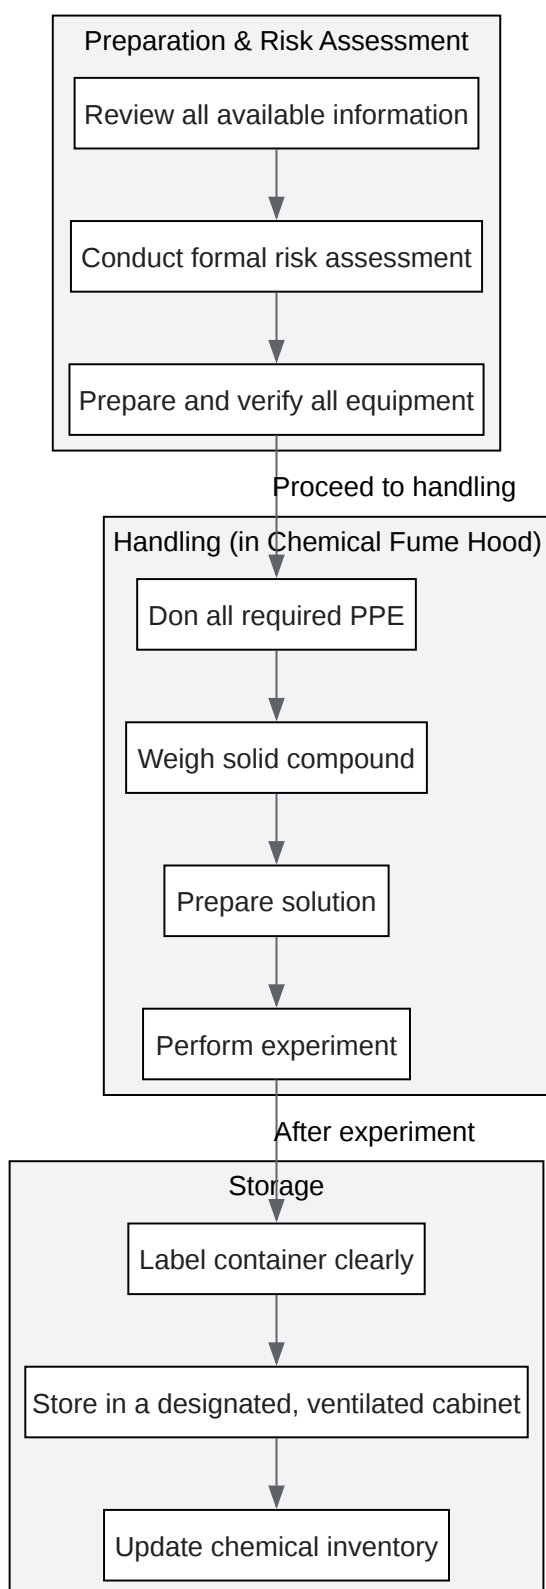 Preparation & Risk Assessment
Review all available information
Conduct formal risk assessment
Prepare and verify all equipment
Proceed to handling
Handling (in Chemical Fume Hood)
Don all required PPE
Weigh solid compound
Prepare solution
Perform experiment
After experiment
Storage
Label container clearly
Store in a designated, ventilated cabinet
Update chemical inventory